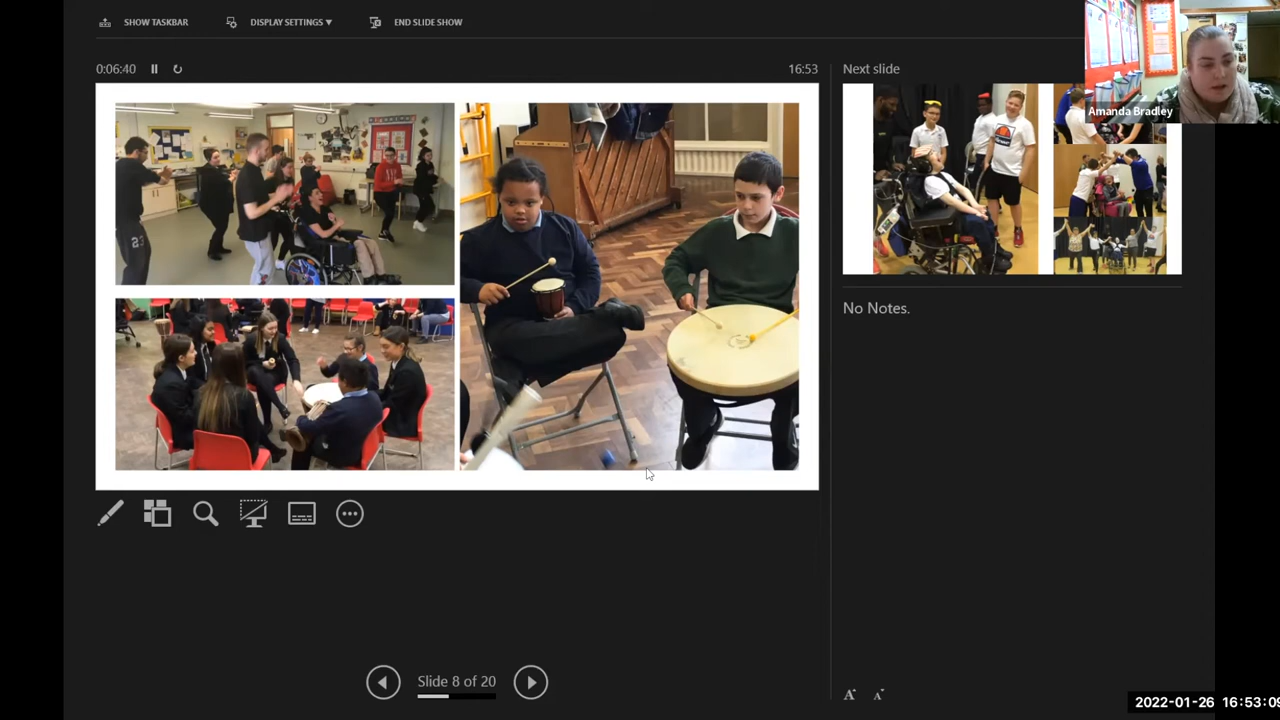 SHOW TASKBAR
DISPLAY SETTINGS ▼
END SLIDE SHOW
0:06:40
16:53
Next slide
Amanda Bradley
23
No Notes.
Slide 8 of 20
A A
2022-01-26 16:53:09